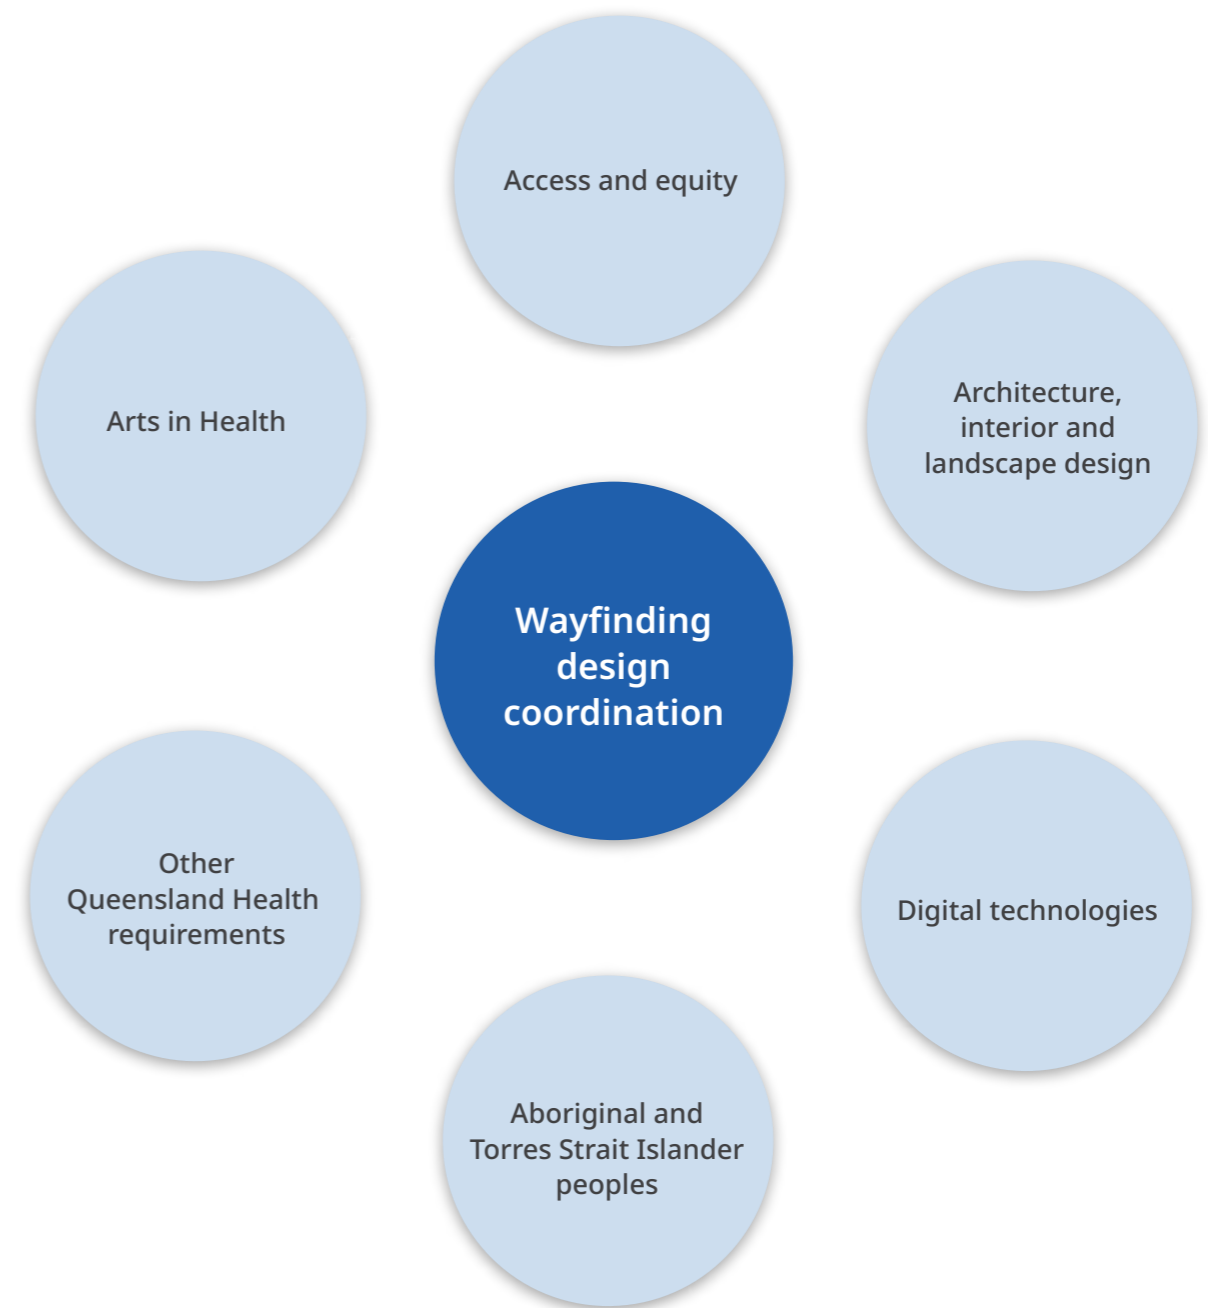 Access and equity
Arts in Health
Architecture,
interior and
landscape design
Wayfinding
design
coordination
Other
Queensland Health
requirements
Digital technologies
Aboriginal and
Torres Strait Islander
peoples